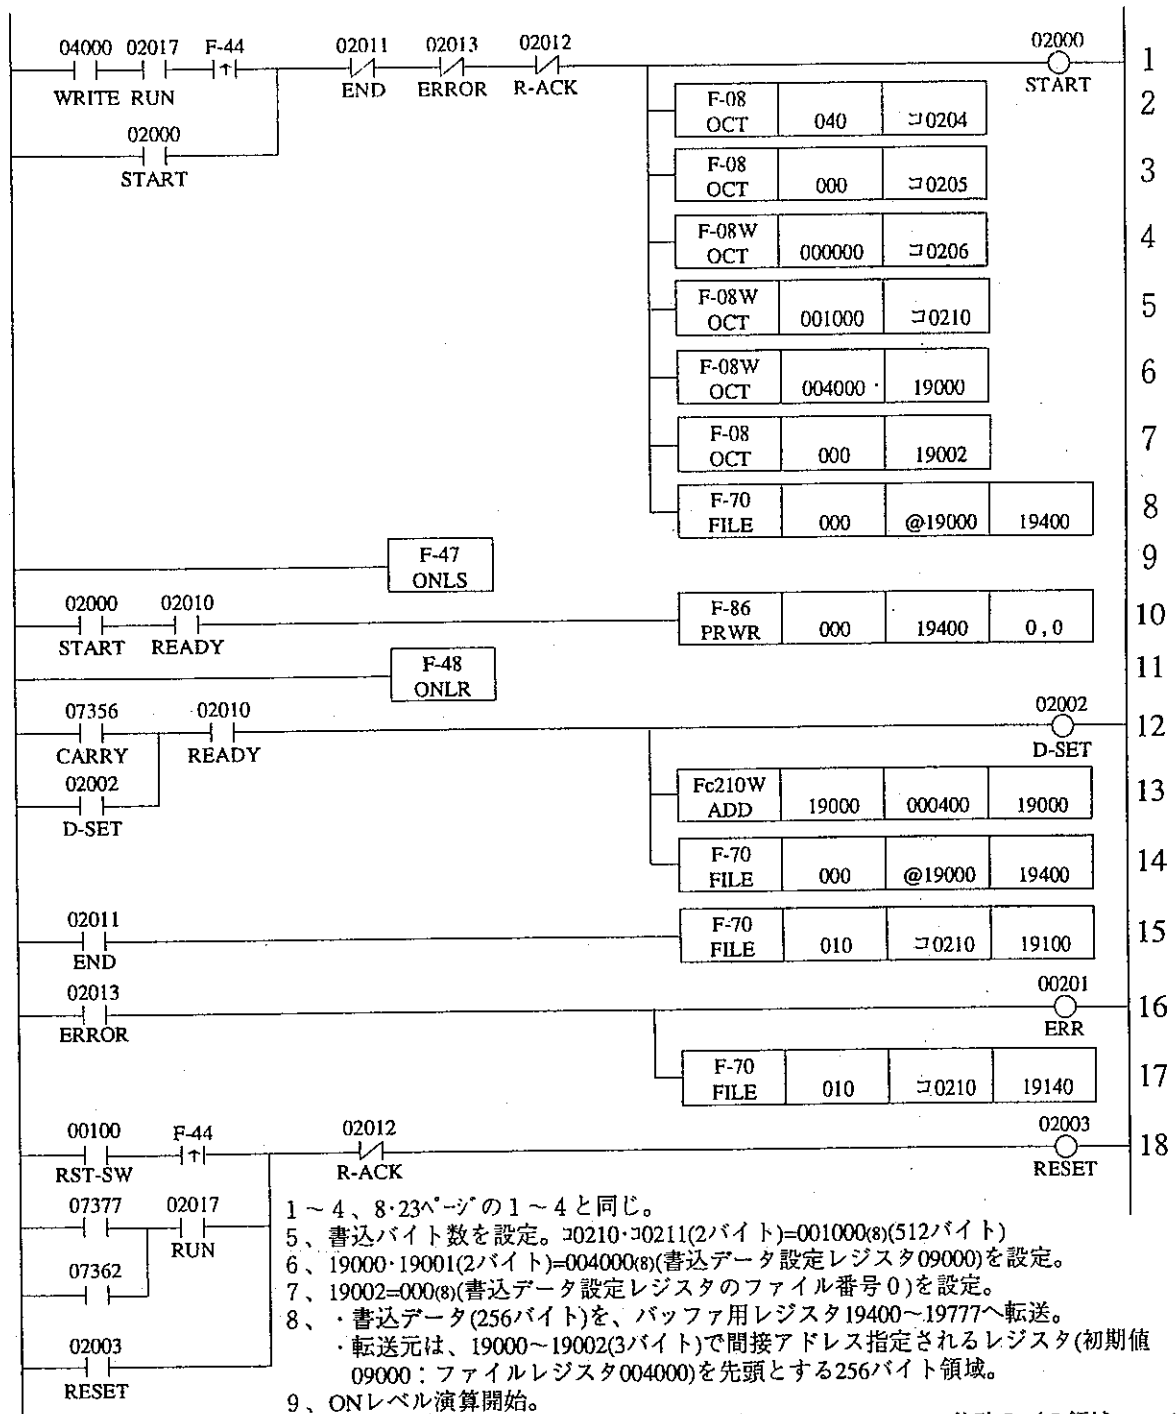 04000 02017 F-44 02011 02013 02012 02000 1
WRITE RUN ↑ END ERROR R-ACK START
F-08 OCT 040 コ0204 2
02000
START
F-08 OCT 000 コ0205 3
F-08W OCT 000000 コ0206 4
F-08W OCT 001000 コ0210 5
F-08W OCT 004000 19000 6
F-08 OCT 000 19002 7
F-70 FILE 000 @19000 19400 8
F-47 ONLS 9
02000 02010
START READY
F-86 PRWR 000 19400 0,0 10
F-48 ONLR 11
07356 02010 02002 12
CARRY READY D-SET
02002
D-SET
Fc210W ADD 19000 000400 19000 13
F-70 FILE 000 @19000 19400 14
02011
END
F-70 FILE 010 コ0210 19100 15
02013 00201 16
ERROR ERR
F-70 FILE 010 コ0210 19140 17
00100 F-44 02012 02003 18
RST-SW ↑ R-ACK RESET
07377 02017
RUN
07362
02003
RESET
1～4、8·23ページの1～4と同じ。
5、書込バイト数を設定。コ0210·コ0211(2バイト)=001000(8)(512バイト)
6、19000·19001(2バイト)=004000(8)(書込データ設定レジスタ09000)を設定。
7、19002=000(8)(書込データ設定レジスタのファイル番号0)を設定。
8、·書込データ(256バイト)を、バッファ用レジスタ19400～19777へ転送。
·転送元は、19000～19002(3バイト)で間接アドレス指定されるレジスタ(初期値
09000：ファイルレジスタ004000)を先頭とする256バイト領域。
9、ONレベル演算開始。